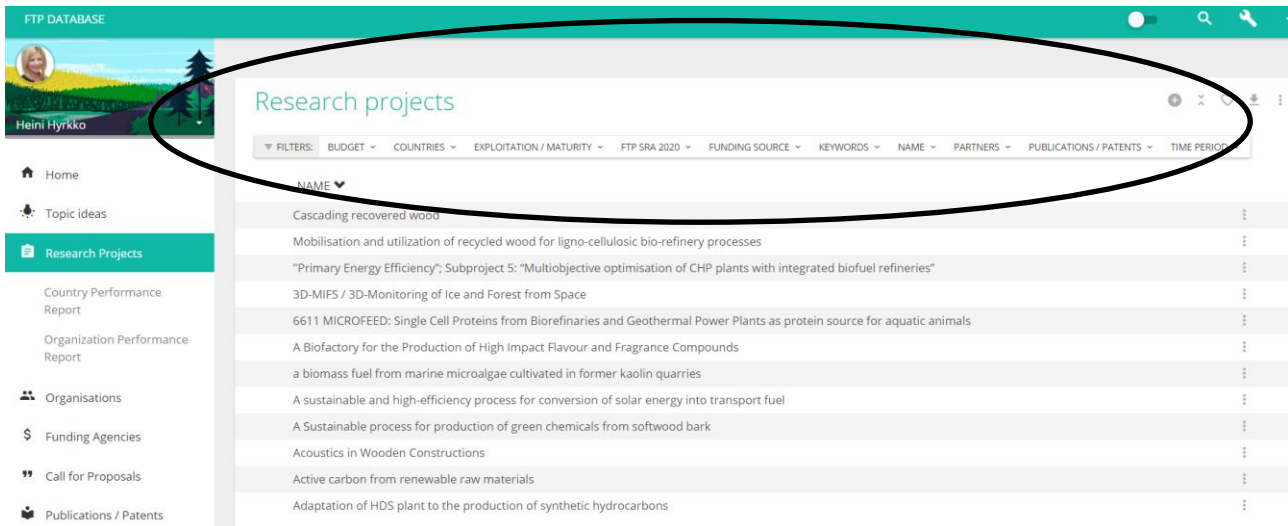 FTP DATABASE
Heini Hyrkko
Home
Topic ideas
Research Projects
Country Performance
Report
Organization Performance
Report
Organisations
Funding Agencies
Call for Proposals
Publications / Patents
Research projects
FILTERS: BUDGET COUNTRIES EXPLOITATION / MATURITY FTP SRA 2020 FUNDING SOURCE KEYWORDS NAME PARTNERS PUBLICATIONS / PATENTS TIME PERIOD
NAME
Cascading recovered wood
Mobilisation and utilization of recycled wood for ligno-cellulosic bio-refinery processes
"Primary Energy Efficiency"; Subproject 5: “Multiobjective optimisation of CHP plants with integrated biofuel refineries”
3D-MIFS / 3D-Monitoring of Ice and Forest from Space
6611 MICROFEED: Single Cell Proteins from Biorefinaries and Geothermal Power Plants as protein source for aquatic animals
A Biofactory for the Production of High Impact Flavour and Fragrance Compounds
a biomass fuel from marine microalgae cultivated in former kaolin quarries
A sustainable and high-efficiency process for conversion of solar energy into transport fuel
A Sustainable process for production of green chemicals from softwood bark
Acoustics in Wooden Constructions
Active carbon from renewable raw materials
Adaptation of HDS plant to the production of synthetic hydrocarbons